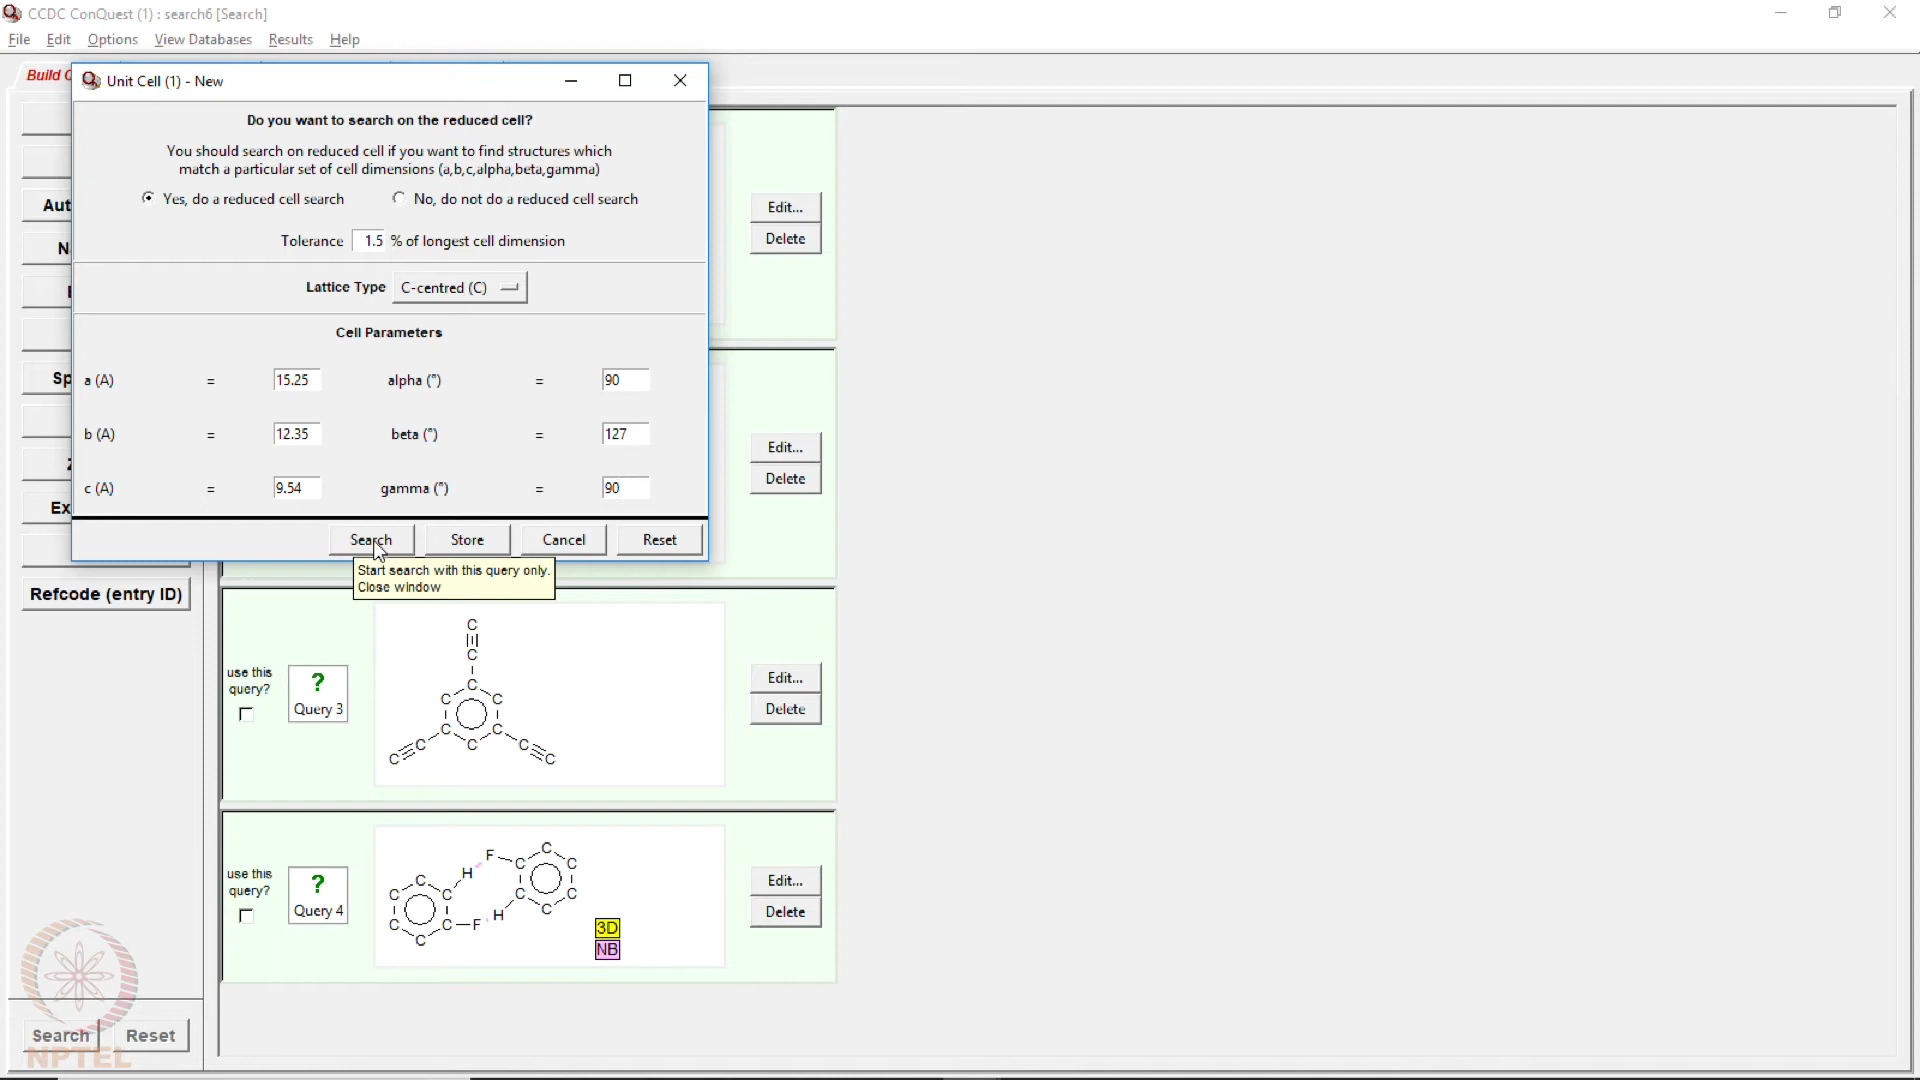 CCDC ConQuest (1) : search6 [Search]
File Edit Options View Databases Results Help
Build
Unit Cell (1) - New
Do you want to search on the reduced cell?
You should search on reduced cell if you want to find structures which
match a particular set of cell dimensions (a,b,c,alpha,beta,gamma)
Yes, do a reduced cell search No, do not do a reduced cell search
Tolerance 1.5 % of longest cell dimension
Lattice Type C-centred (C)
Cell Parameters
a (A) = 15.25 alpha (°) = 90
b (A) = 12.35 beta (°) = 127
c (A) = 9.54 gamma (°) = 90
Search Store Cancel Reset
Start search with this query only.
Close window
Aut
N
Sp
Z
Ex
Refcode (entry ID)
Edit...
Delete
Edit...
Delete
use this
query?
?
Query 3
C
C
C
C C
C C
C C C C
C C
Edit...
Delete
use this
query?
?
Query 4
C
F C C
H
C C C
C C
C
H
C C F
C
3D
NB
Edit...
Delete
Search Reset
NPTEL